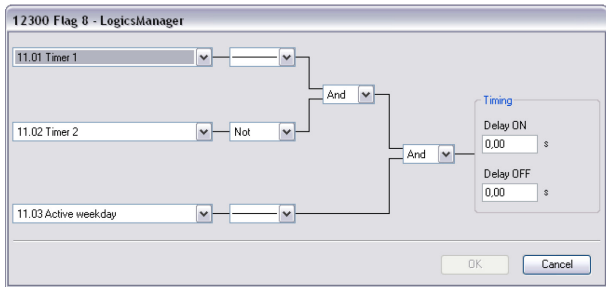 12300 Flag 8 - LogicsManager
11.01 Timer 1
And
Timing
11.02 Timer 2
Not
Delay ON
0,00 s
And
Delay OFF
0,00 s
11.03 Active weekday
OK
Cancel